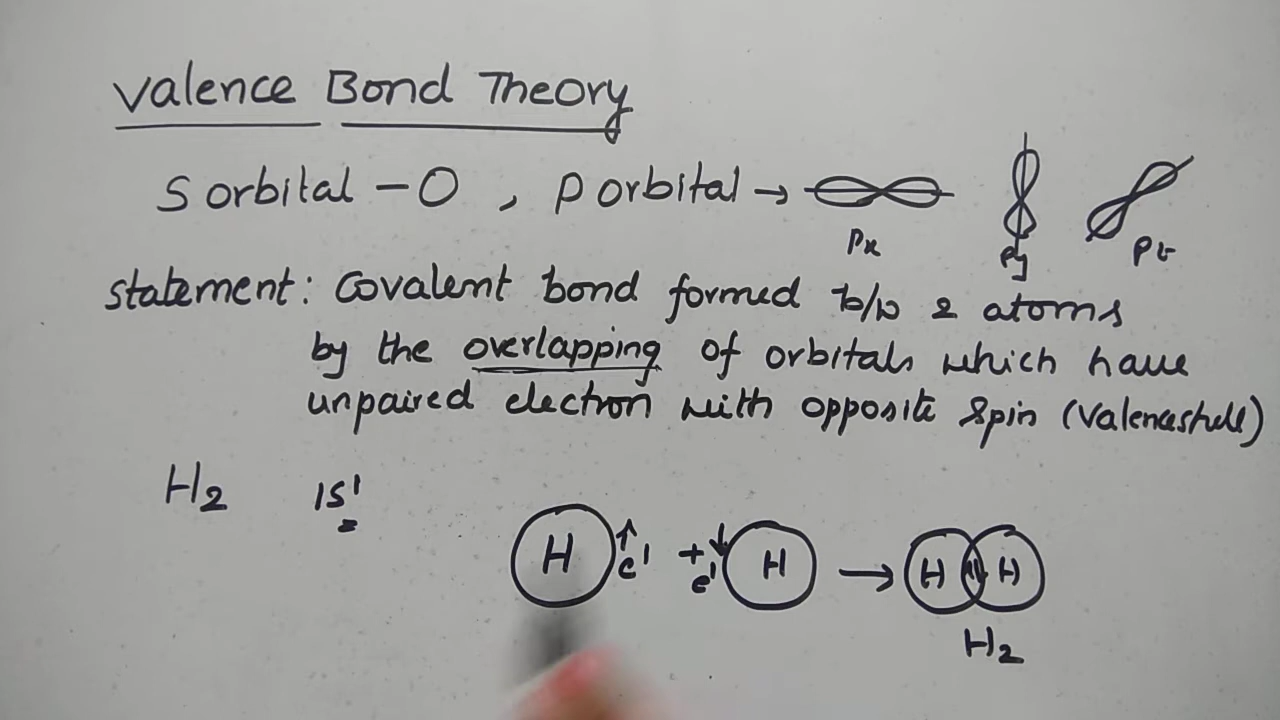 Valence Bond Theory
S orbital - O , P orbital →
Px Py Pz
statement: Covalent bond formed b/w 2 atoms
by the overlapping of orbitals which have
unpaired electron with opposite spin (Valenceshell)
H2 1S¹
H ↑ e¹ + ↓ e¹ H → H ↑↓ H
H2